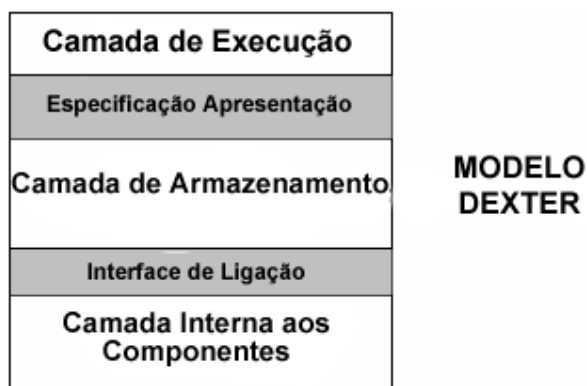 Camada de Execução
Especificação Apresentação
Camada de Armazenamento
Interface de Ligação
Camada Interna aos
Componentes
MODELO
DEXTER